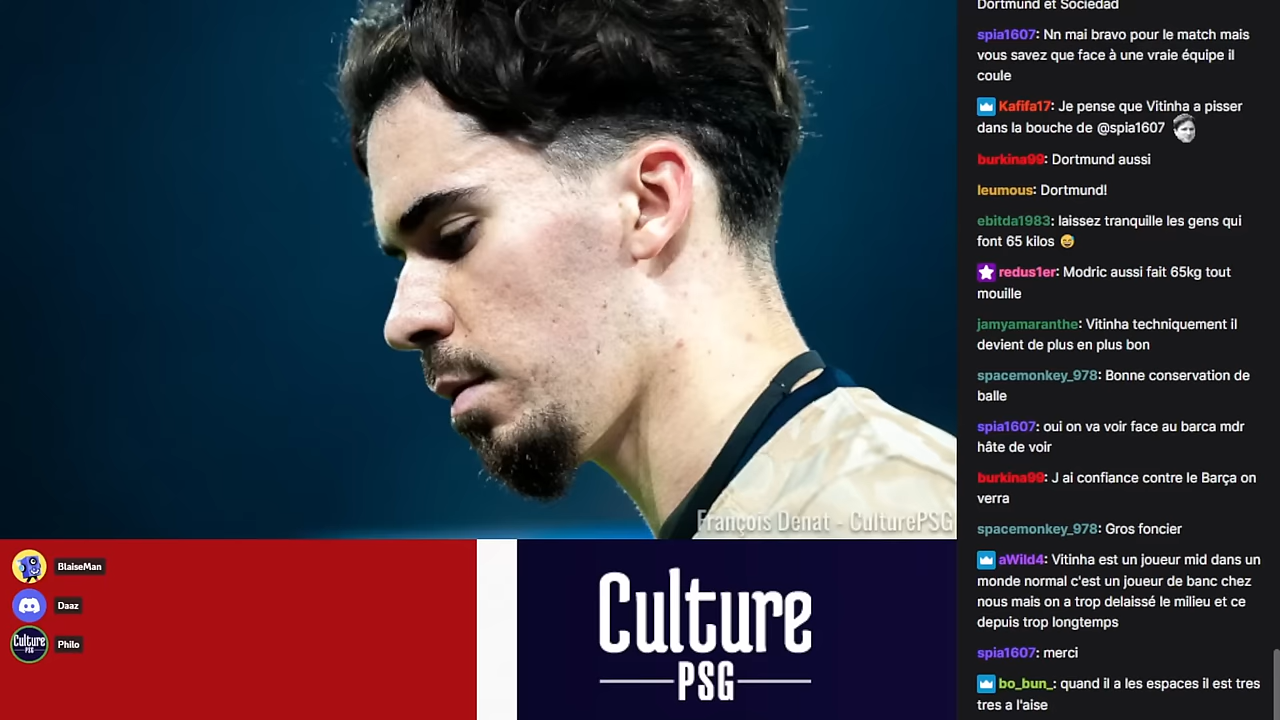 Dortmund et Sociedad
spia1607: Nn mai bravo pour le match mais
vous savez que face à une vraie équipe il
coule
Kafifa17: Je pense que Vitinha a pisser
dans la bouche de @spia1607
burkina99: Dortmund aussi
leumous: Dortmund!
ebitda1983: laissez tranquille les gens qui
font 65 kilos 😅
redus1er: Modric aussi fait 65kg tout
mouille
jamyamaranthe: Vitinha techniquement il
devient de plus en plus bon
spacemonkey_978: Bonne conservation de
balle
spia1607: oui on va voir face au barca mdr
hâte de voir
burkina99: J ai confiance contre le Barça on
verra
spacemonkey_978: Gros foncier
aWild4: Vitinha est un joueur mid dans un
monde normal c'est un joueur de banc chez
nous mais on a trop delaissé le milieu et ce
depuis trop longtemps
spia1607: merci
bo_bun_: quand il a les espaces il est tres
tres a l'aise
François Denat - CulturePSG
BlaiseMan
Daaz
Culture
PSG
Philo
Culture
PSG